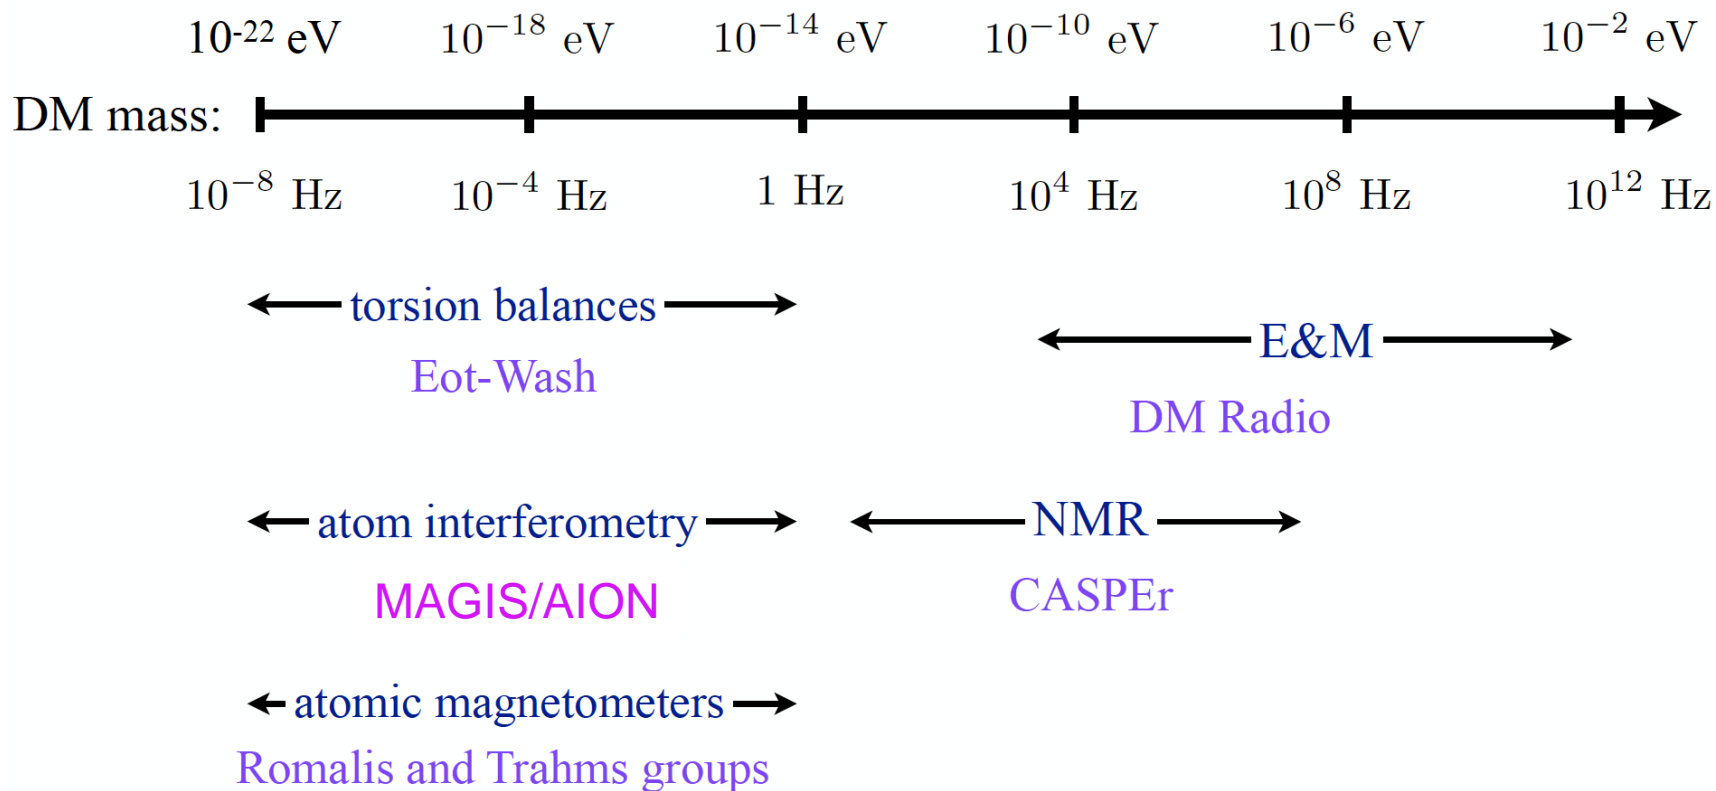 10⁻²² eV 10⁻¹⁸ eV 10⁻¹⁴ eV 10⁻¹⁰ eV 10⁻⁶ eV 10⁻² eV
DM mass:
10⁻⁸ Hz 10⁻⁴ Hz 1 Hz 10⁴ Hz 10⁸ Hz 10¹² Hz
torsion balances
Eot-Wash
E&M
DM Radio
atom interferometry
MAGIS/AION
NMR
CASPEr
atomic magnetometers
Romalis and Trahms groups